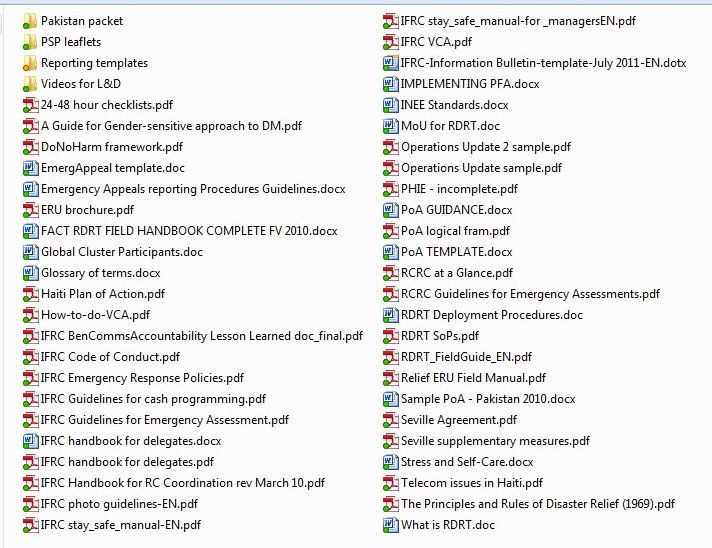 Pakistan packet
PSP leaflets
Reporting templates
Videos for L&D
24-48 hour checklists.pdf
A Guide for Gender-sensitive approach to DM.pdf
DoNoHarm framework.pdf
EmergAppeal template.doc
Emergency Appeals reporting Procedures Guidelines.docx
ERU brochure.pdf
FACT RDRT FIELD HANDBOOK COMPLETE FV 2010.docx
Global Cluster Participants.doc
Glossary of terms.docx
Haiti Plan of Action.pdf
How-to-do-VCA.pdf
IFRC BenCommsAccountability Lesson Learned doc_final.pdf
IFRC Code of Conduct.pdf
IFRC Emergency Response Policies.pdf
IFRC Guidelines for cash programming.pdf
IFRC Guidelines for Emergency Assessment.pdf
IFRC handbook for delegates.docx
IFRC handbook for delegates.pdf
IFRC Handbook for RC Coordination rev March 10.pdf
IFRC photo guidelines-EN.pdf
IFRC stay_safe_manual-EN.pdf
IFRC stay_safe_manual-for _managersEN.pdf
IFRC VCA.pdf
IFRC-Information Bulletin-template-July 2011-EN.dotx
IMPLEMENTING PFA.docx
INEE Standards.docx
MoU for RDRT.doc
Operations Update 2 sample.pdf
Operations Update sample.pdf
PHIE - incomplete.pdf
PoA GUIDANCE.docx
PoA logical fram.pdf
PoA TEMPLATE.docx
RCRC at a Glance.pdf
RCRC Guidelines for Emergency Assessments.pdf
RDRT Deployment Procedures.doc
RDRT SoPs.pdf
RDRT_FieldGuide_EN.pdf
Relief ERU Field Manual.pdf
Sample PoA - Pakistan 2010.docx
Seville Agreement.pdf
Seville supplementary measures.pdf
Stress and Self-Care.docx
Telecom issues in Haiti.pdf
The Principles and Rules of Disaster Relief (1969).pdf
What is RDRT.doc